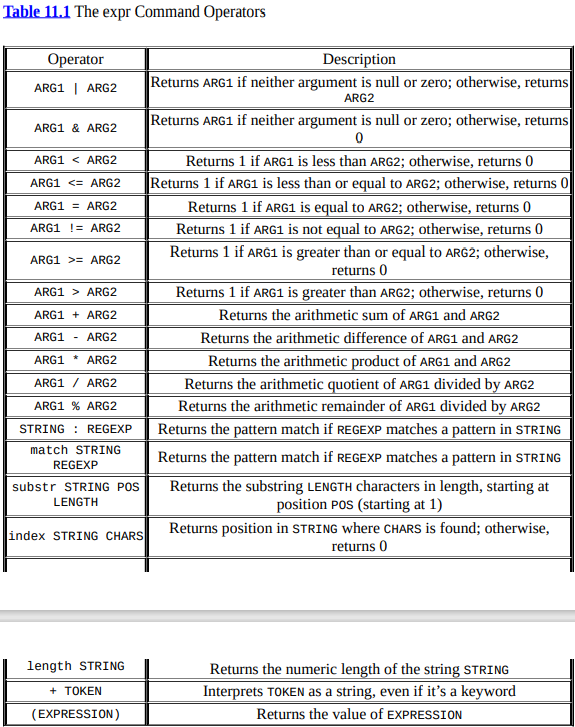 Table 11.1 The expr Command Operators
Operator Description
ARG1 | ARG2 Returns ARG1 if neither argument is null or zero; otherwise, returns
ARG2
ARG1 & ARG2 Returns ARG1 if neither argument is null or zero; otherwise, returns
0
ARG1 < ARG2 Returns 1 if ARG1 is less than ARG2; otherwise, returns 0
ARG1 <= ARG2 Returns 1 if ARG1 is less than or equal to ARG2; otherwise, returns 0
ARG1 = ARG2 Returns 1 if ARG1 is equal to ARG2; otherwise, returns 0
ARG1 != ARG2 Returns 1 if ARG1 is not equal to ARG2; otherwise, returns 0
ARG1 >= ARG2 Returns 1 if ARG1 is greater than or equal to ARG2; otherwise,
returns 0
ARG1 > ARG2 Returns 1 if ARG1 is greater than ARG2; otherwise, returns 0
ARG1 + ARG2 Returns the arithmetic sum of ARG1 and ARG2
ARG1 - ARG2 Returns the arithmetic difference of ARG1 and ARG2
ARG1 * ARG2 Returns the arithmetic product of ARG1 and ARG2
ARG1 / ARG2 Returns the arithmetic quotient of ARG1 divided by ARG2
ARG1 % ARG2 Returns the arithmetic remainder of ARG1 divided by ARG2
STRING : REGEXP Returns the pattern match if REGEXP matches a pattern in STRING
match STRING
REGEXP Returns the pattern match if REGEXP matches a pattern in STRING
substr STRING POS
LENGTH Returns the substring LENGTH characters in length, starting at
position POS (starting at 1)
index STRING CHARS Returns position in STRING where CHARS is found; otherwise,
returns 0
length STRING Returns the numeric length of the string STRING
+ TOKEN Interprets TOKEN as a string, even if it’s a keyword
(EXPRESSION) Returns the value of EXPRESSION